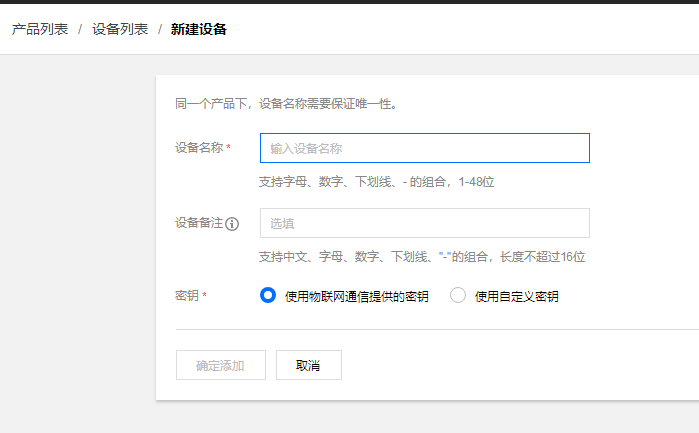 产品列表 / 设备列表 / 新建设备
同一个产品下，设备名称需要保证唯一性。
设备名称 * 输入设备名称
支持字母、数字、下划线、- 的组合，1-48位
设备备注 选填
支持中文、字母、数字、下划线、"-"的组合，长度不超过16位
密钥 * 使用物联网通信提供的密钥 使用自定义密钥
确定添加 取消